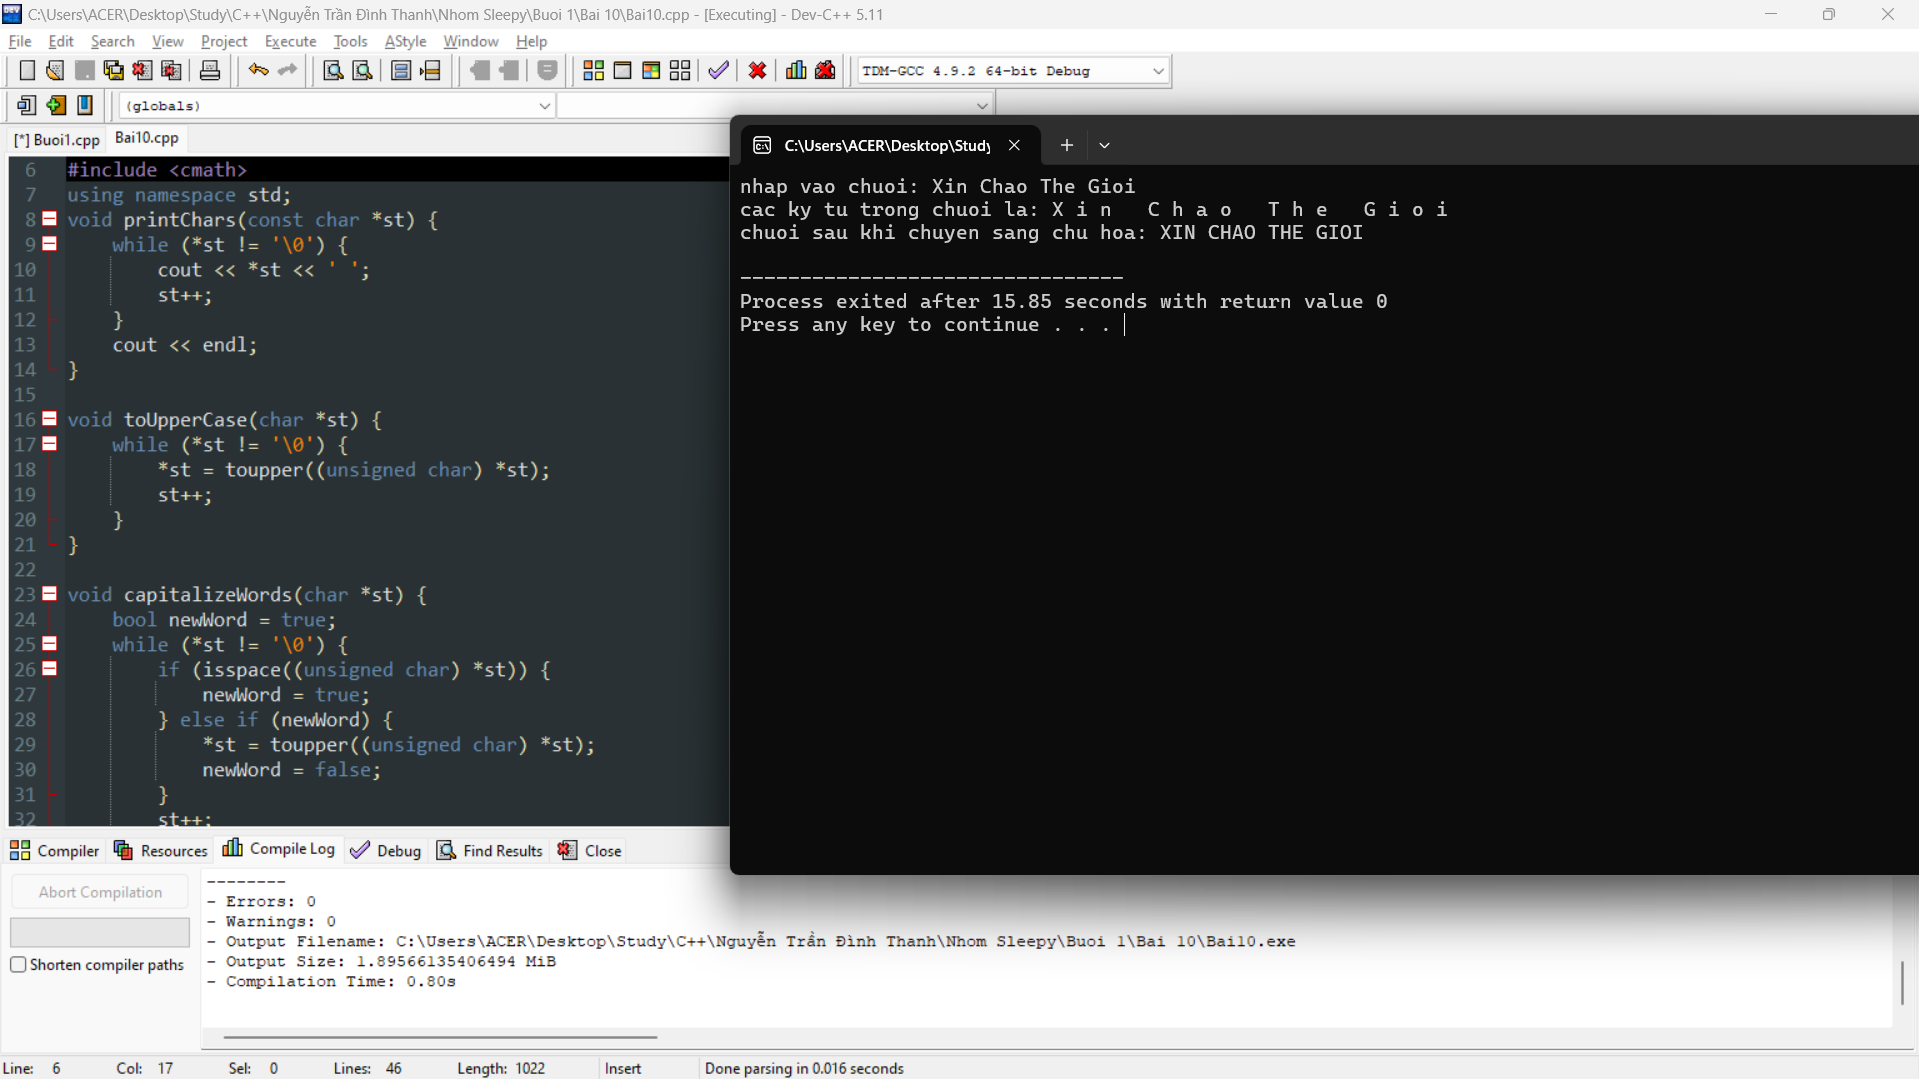 C:\Users\ACER\Desktop\Study\C++\Nguyễn Trần Đình Thanh\Nhom Sleepy\Buoi 1\Bai 10\Bai10.cpp - [Executing] - Dev-C++ 5.11
File Edit Search View Project Execute Tools AStyle Window Help
TDM-GCC 4.9.2 64-bit Debug
(globals)
[*] Buoi1.cpp Bai10.cpp
6 #include <cmath>
7 using namespace std;
8 void printChars(const char *st) {
9 while (*st != '\0') {
10 cout << *st << ' ';
11 st++;
12 }
13 cout << endl;
14 }
15
16 void toUpperCase(char *st) {
17 while (*st != '\0') {
18 *st = toupper((unsigned char) *st);
19 st++;
20 }
21 }
22
23 void capitalizeWords(char *st) {
24 bool newWord = true;
25 while (*st != '\0') {
26 if (isspace((unsigned char) *st)) {
27 newWord = true;
28 } else if (newWord) {
29 *st = toupper((unsigned char) *st);
30 newWord = false;
31 }
32 st++;
C:\Users\ACER\Desktop\Study
nhap vao chuoi: Xin Chao The Gioi
cac ky tu trong chuoi la: X i n   C h a o   T h e   G i o i
chuoi sau khi chuyen sang chu hoa: XIN CHAO THE GIOI
--------------------------------
Process exited after 15.85 seconds with return value 0
Press any key to continue . . .
Compiler Resources Compile Log Debug Find Results Close
Abort Compilation
Shorten compiler paths
--------
- Errors: 0
- Warnings: 0
- Output Filename: C:\Users\ACER\Desktop\Study\C++\Nguyễn Trần Đình Thanh\Nhom Sleepy\Buoi 1\Bai 10\Bai10.exe
- Output Size: 1.89566135406494 MiB
- Compilation Time: 0.80s
Line: 6 Col: 17 Sel: 0 Lines: 46 Length: 1022 Insert Done parsing in 0.016 seconds